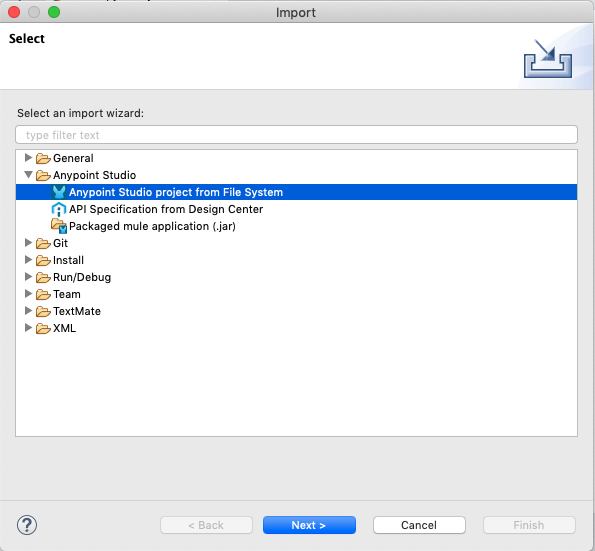 Import
Select
Select an import wizard:
type filter text
General
Anypoint Studio
Anypoint Studio project from File System
API Specification from Design Center
Packaged mule application (.jar)
Git
Install
Run/Debug
Team
TextMate
XML
? < Back Next > Cancel Finish